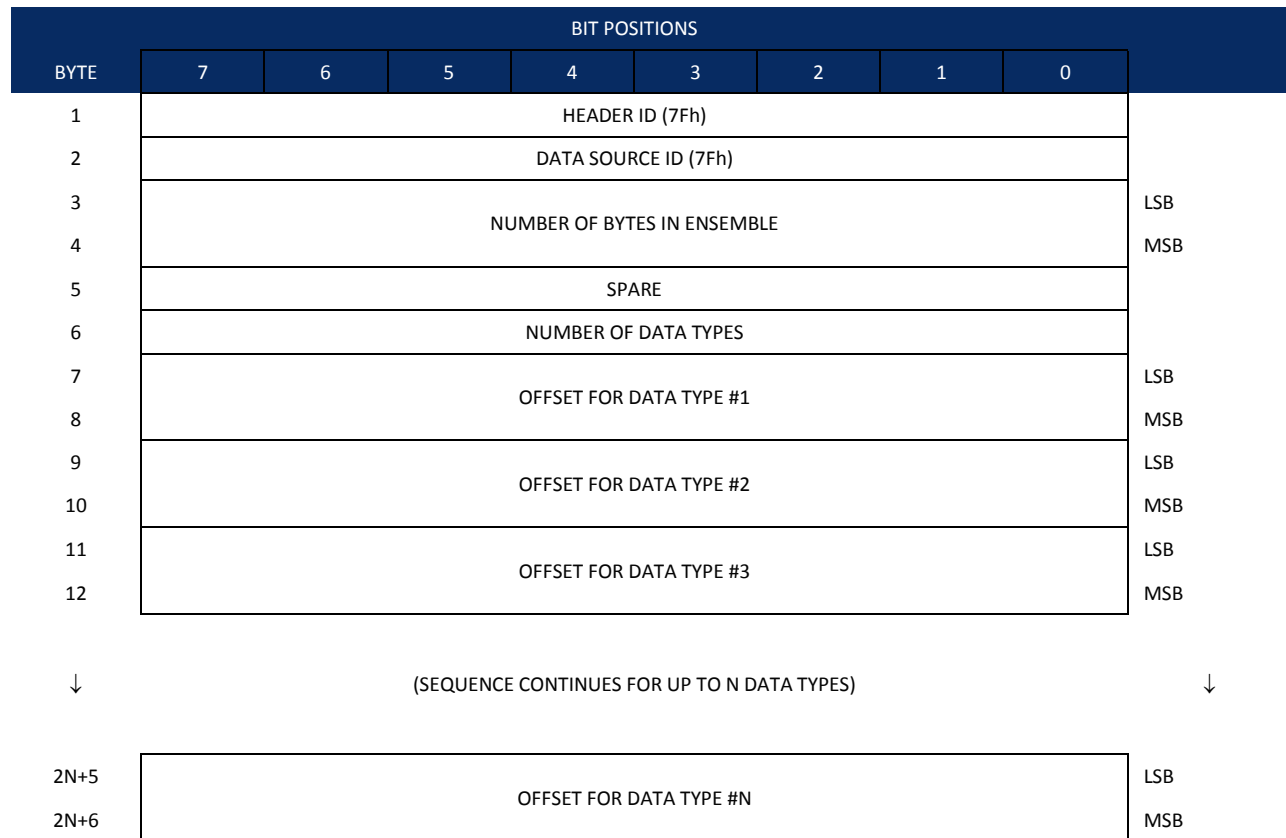 BIT POSITIONS
BYTE 7 6 5 4 3 2 1 0
1 HEADER ID (7Fh)
2 DATA SOURCE ID (7Fh)
3 LSB
NUMBER OF BYTES IN ENSEMBLE
4 MSB
5 SPARE
6 NUMBER OF DATA TYPES
7 LSB
OFFSET FOR DATA TYPE #1
8 MSB
9 LSB
OFFSET FOR DATA TYPE #2
10 MSB
11 LSB
OFFSET FOR DATA TYPE #3
12 MSB
↓ (SEQUENCE CONTINUES FOR UP TO N DATA TYPES) ↓
2N+5 LSB
OFFSET FOR DATA TYPE #N
2N+6 MSB